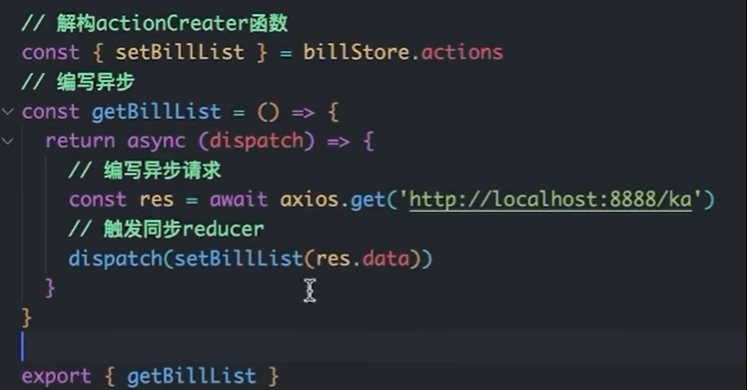 // 解构actionCreater函数
const { setBillList } = billStore.actions
// 编写异步
const getBillList = () => {
return async (dispatch) => {
// 编写异步请求
const res = await axios.get('http://localhost:8888/ka')
// 触发同步reducer
dispatch(setBillList(res.data))
}
}
export { getBillList }